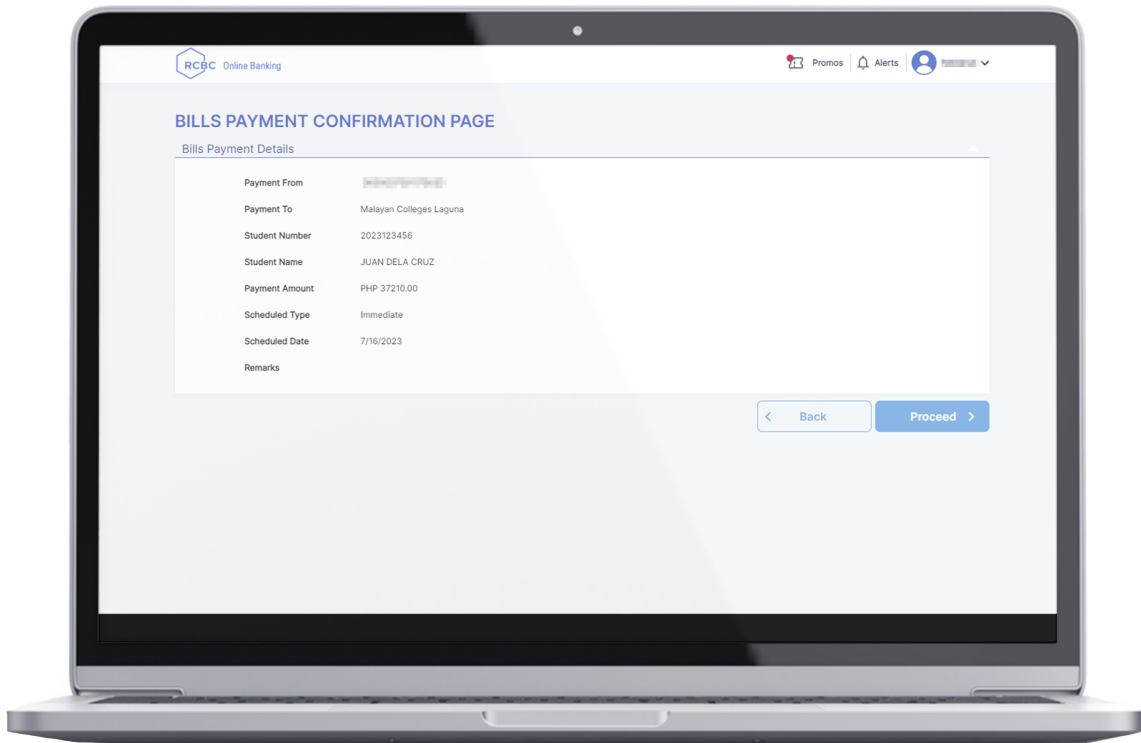 RCBC Online Banking
Promos Alerts
BILLS PAYMENT CONFIRMATION PAGE
Bills Payment Details
Payment From
Payment To Malayan Colleges Laguna
Student Number 2023123456
Student Name JUAN DELA CRUZ
Payment Amount PHP 37210.00
Scheduled Type Immediate
Scheduled Date 7/16/2023
Remarks
Back Proceed